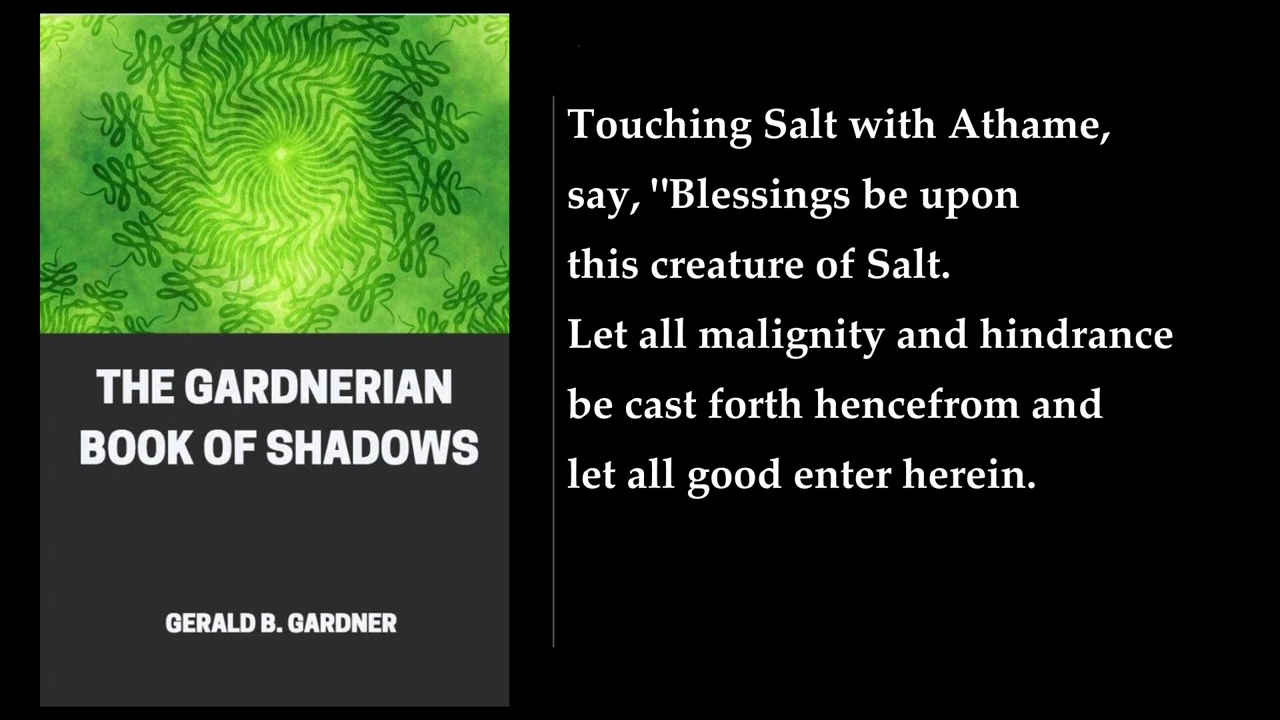 THE GARDNERIAN
BOOK OF SHADOWS
GERALD B. GARDNER
Touching Salt with Athame,
say, "Blessings be upon
this creature of Salt.
Let all malignity and hindrance
be cast forth hencefrom and
let all good enter herein.